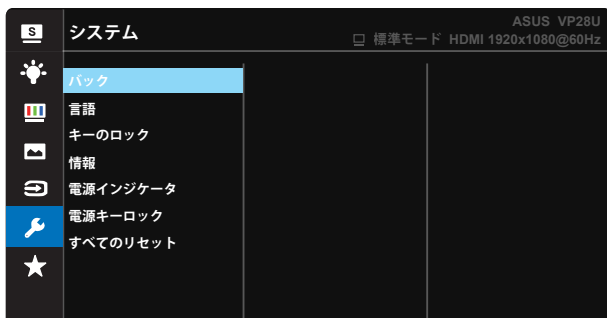 S
システム
ASUS VP28U
標準モード HDMI 1920x1080@60Hz
バック
言語
キーのロック
情報
電源インジケータ
電源キーロック
すべてのリセット